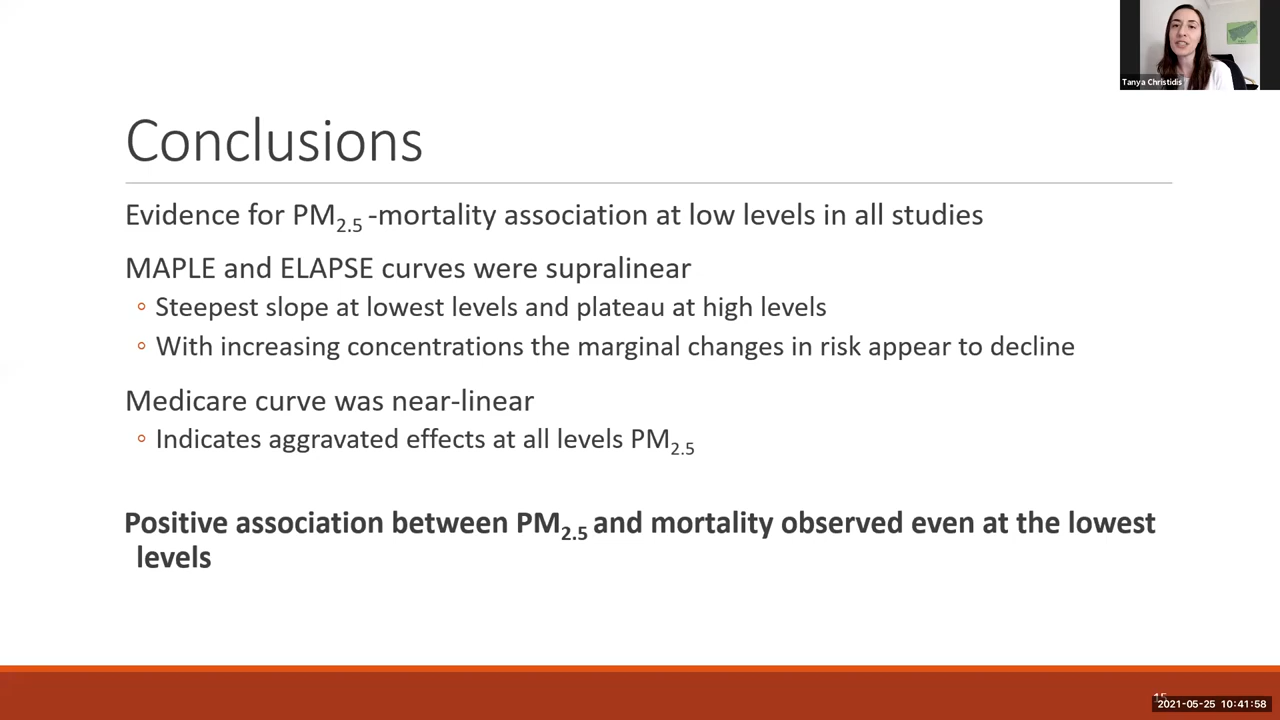 Tanya Christidis
Conclusions
Evidence for PM2.5 -mortality association at low levels in all studies
MAPLE and ELAPSE curves were supralinear
◦ Steepest slope at lowest levels and plateau at high levels
◦ With increasing concentrations the marginal changes in risk appear to decline
Medicare curve was near-linear
◦ Indicates aggravated effects at all levels PM2.5
Positive association between PM2.5 and mortality observed even at the lowest
levels
15
2021-05-25 10:41:58